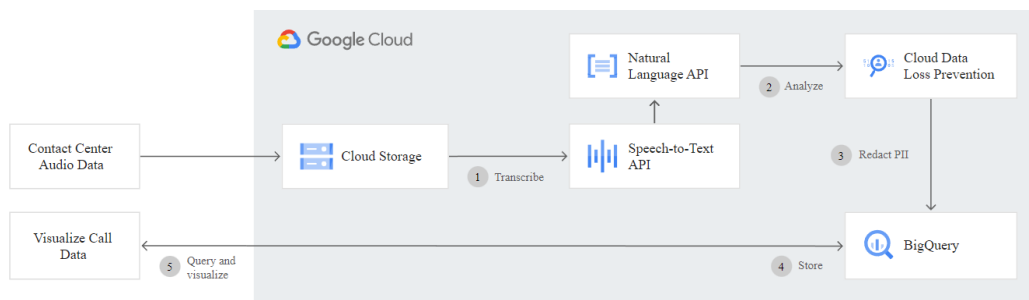 Google Cloud
Natural
Language API
2 Analyze
Cloud Data
Loss Prevention
Contact Center
Audio Data
Cloud Storage
1 Transcribe
Speech-to-Text
API
3 Redact PII
Visualize Call
Data
5 Query and
visualize
4 Store
BigQuery